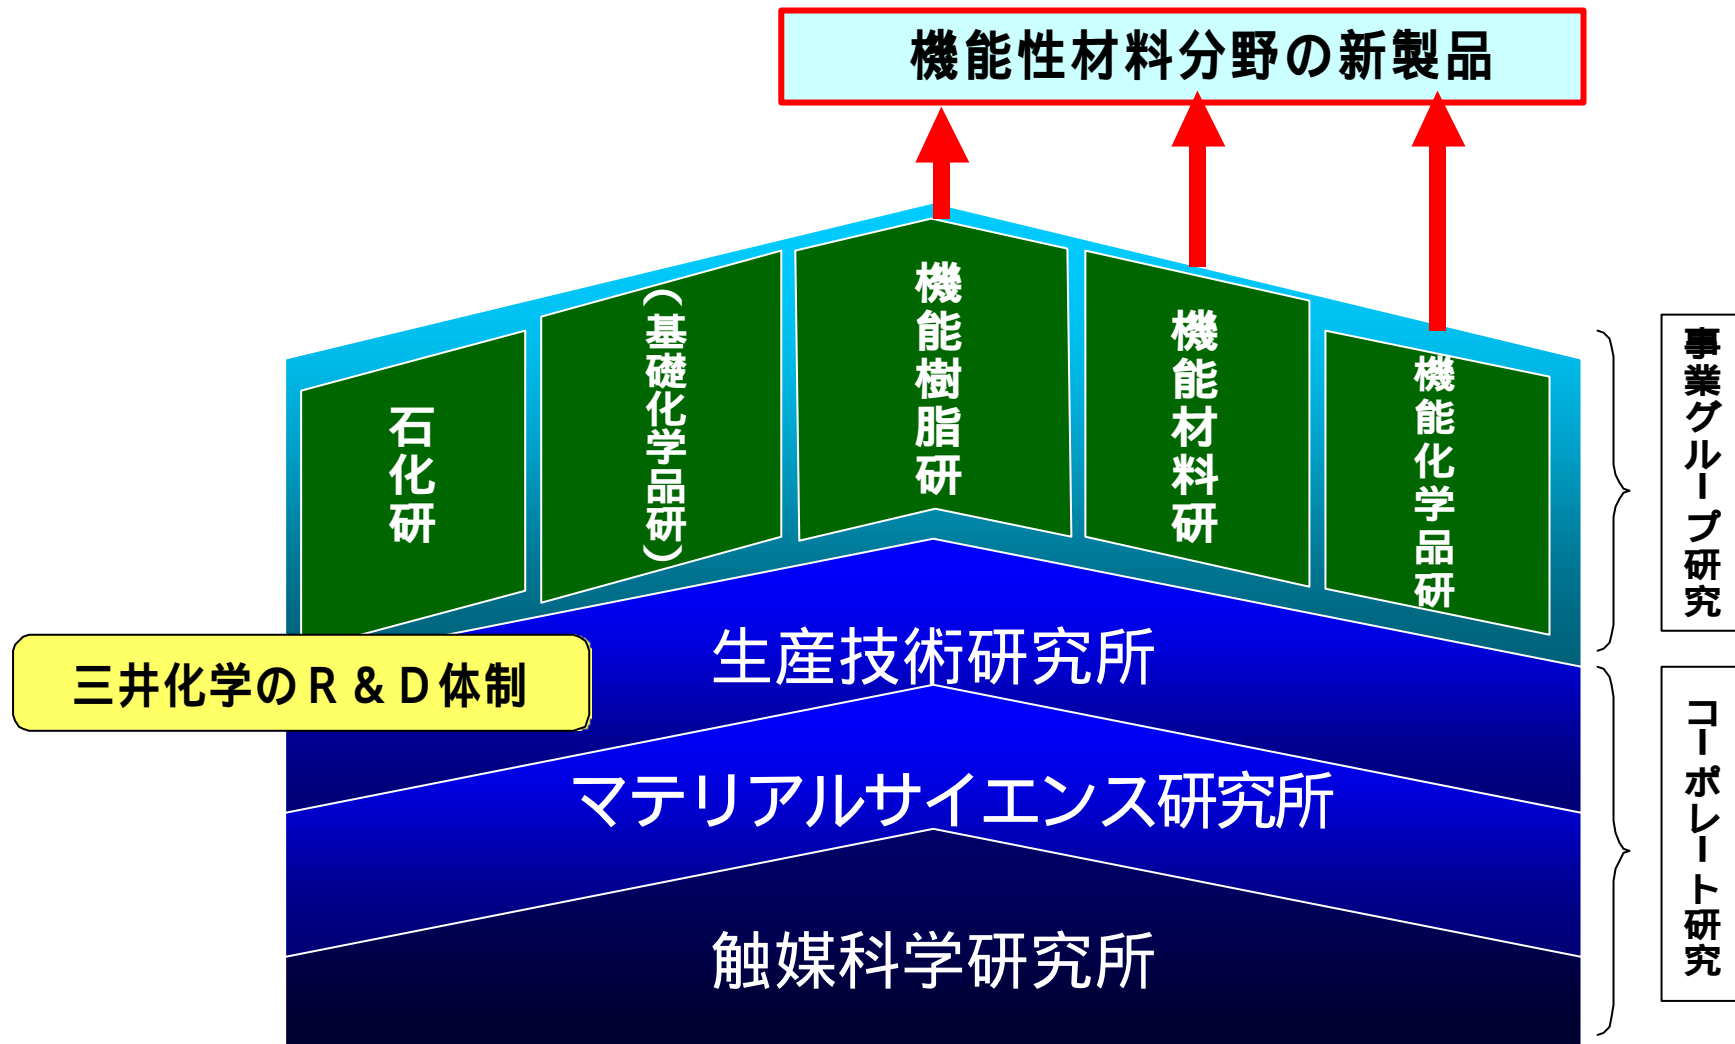 機能性材料分野の新製品
石化研
（基礎化学品研）
機能樹脂研
機能材料研
機能化学品研
事業グループ研究
三井化学のR＆D体制
生産技術研究所
マテリアルサイエンス研究所
触媒科学研究所
コーポレート研究